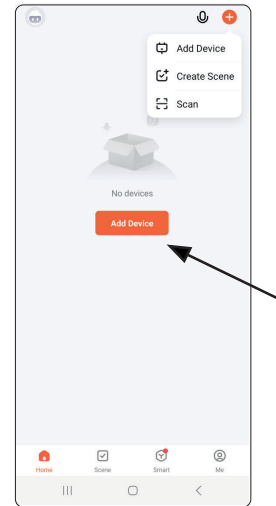 Add Device
Create Scene
Scan
No devices
Add Device
Home
Scene
Smart
Me